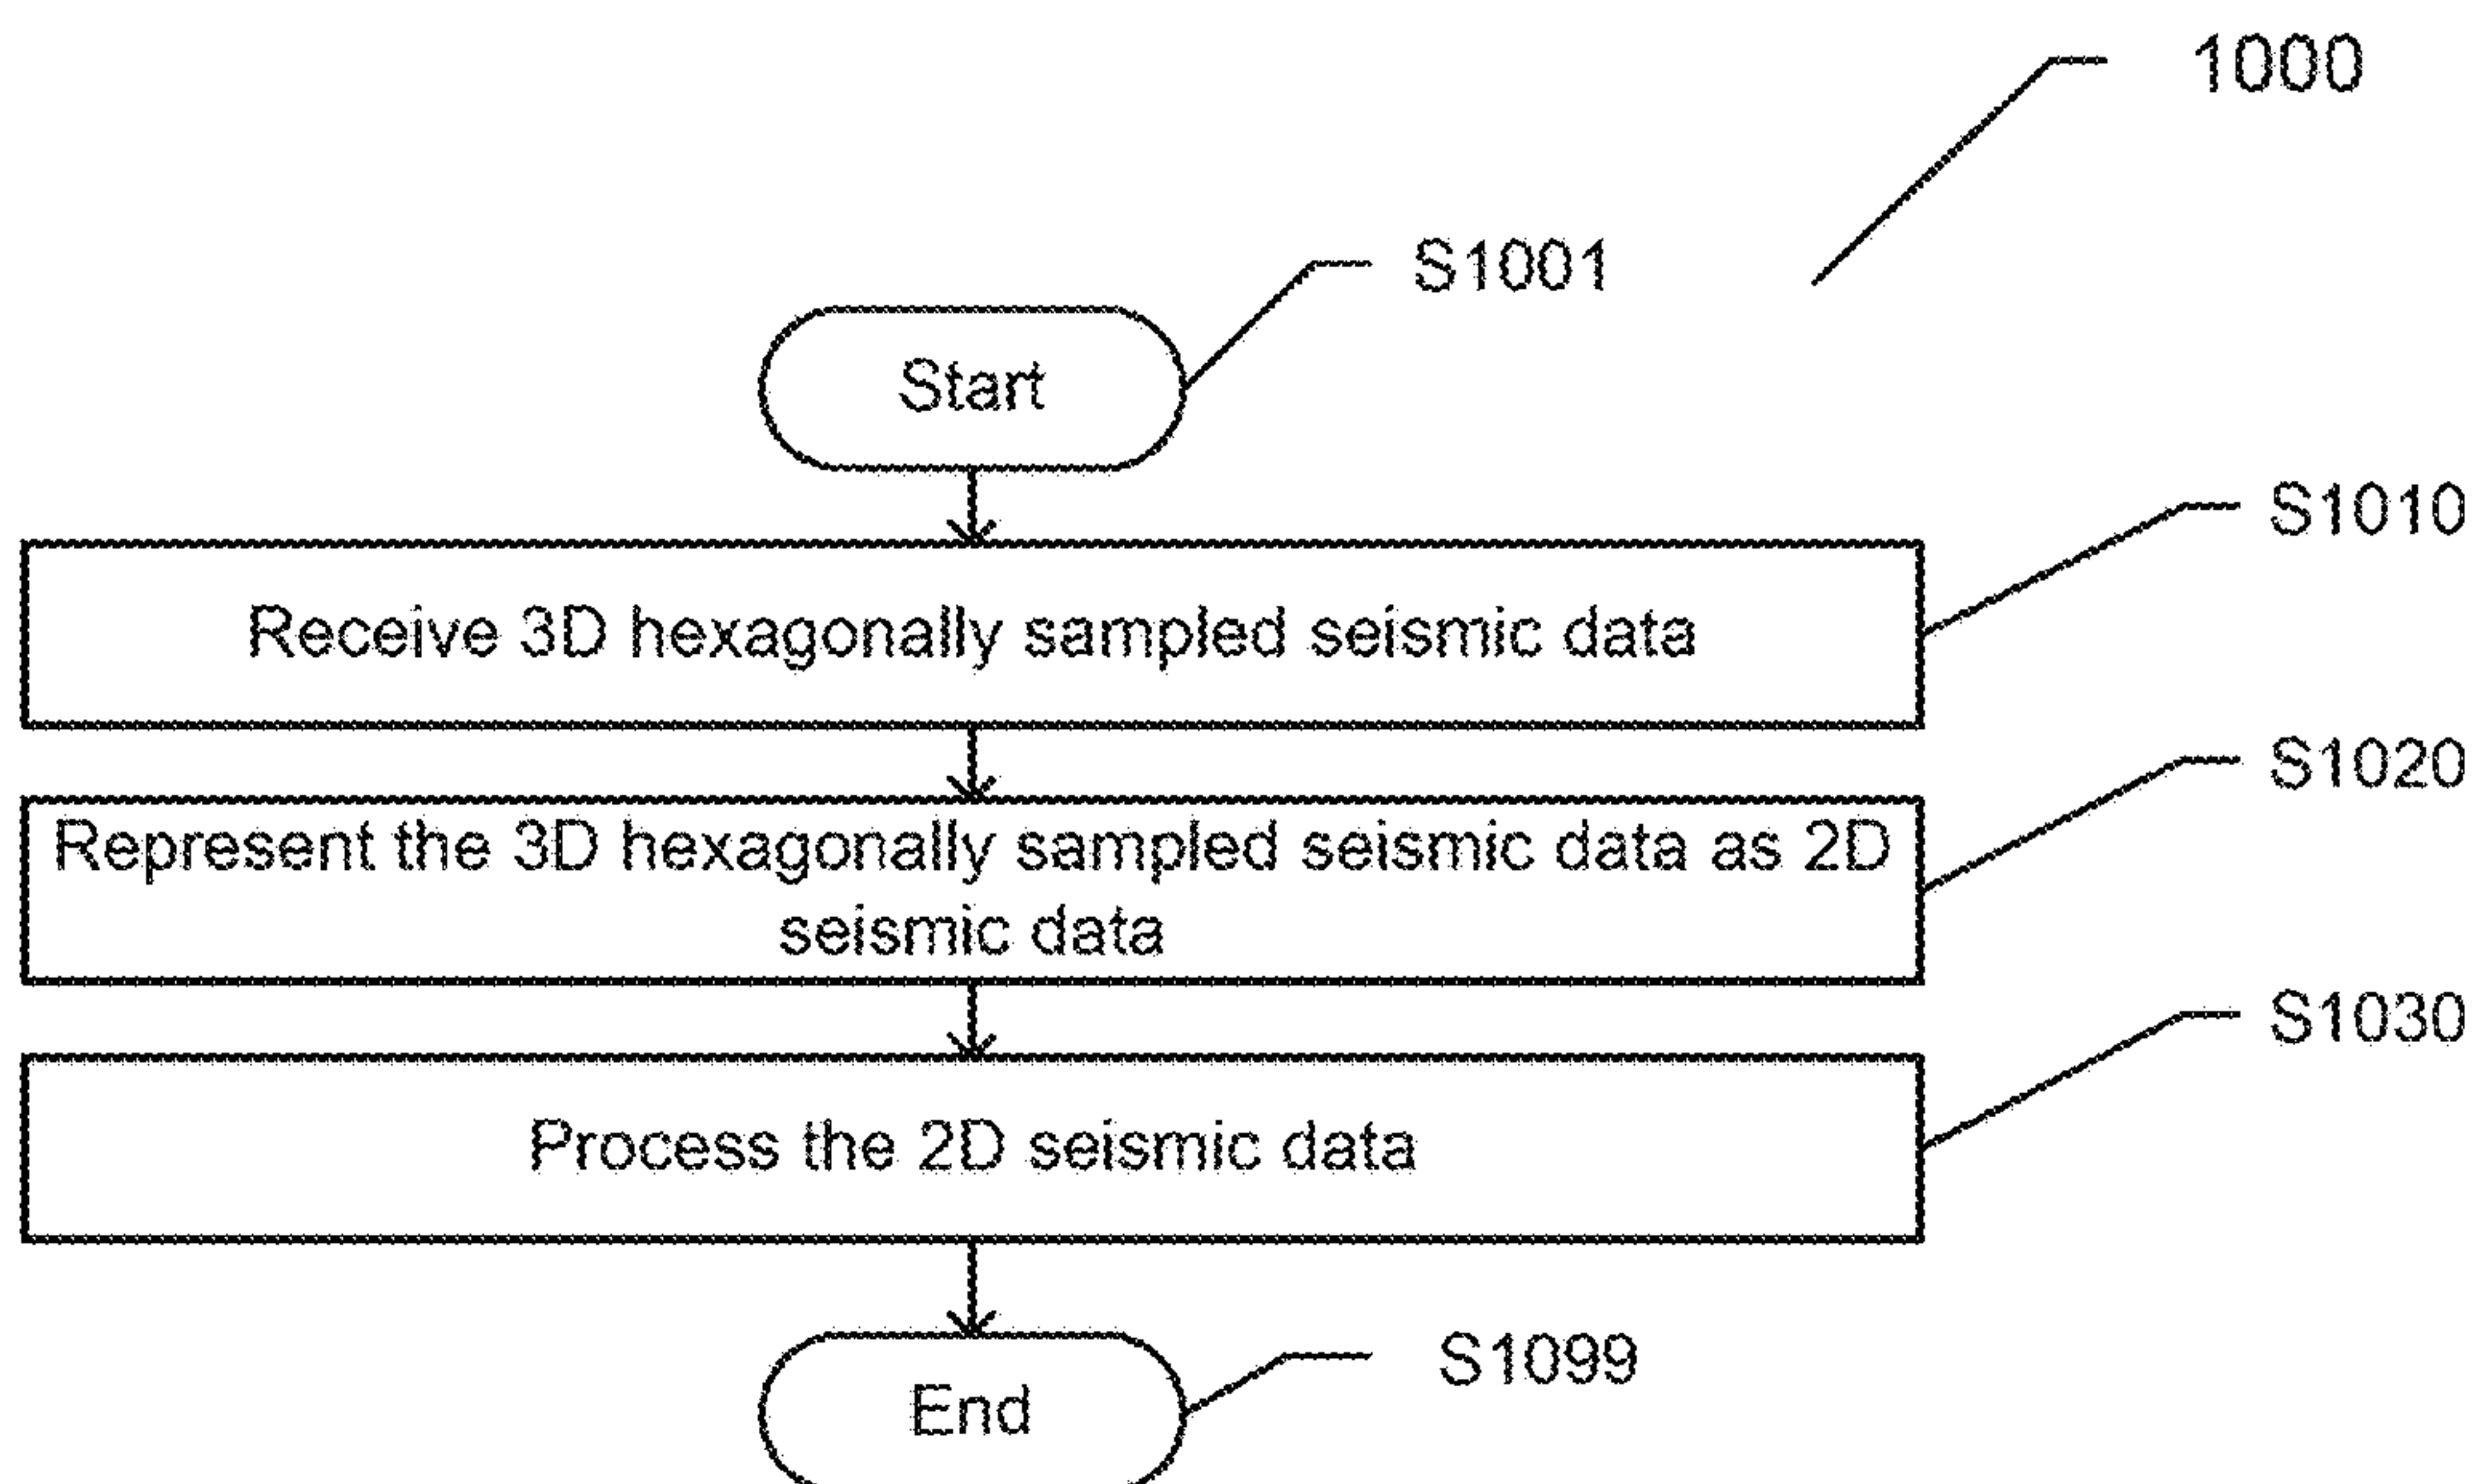 1000
S1001
Start
S1010
Receive 3D hexagonally sampled seismic data
S1020
Represent the 3D hexagonally sampled seismic data as 2D
seismic data
S1030
Process the 2D seismic data
S1099
End